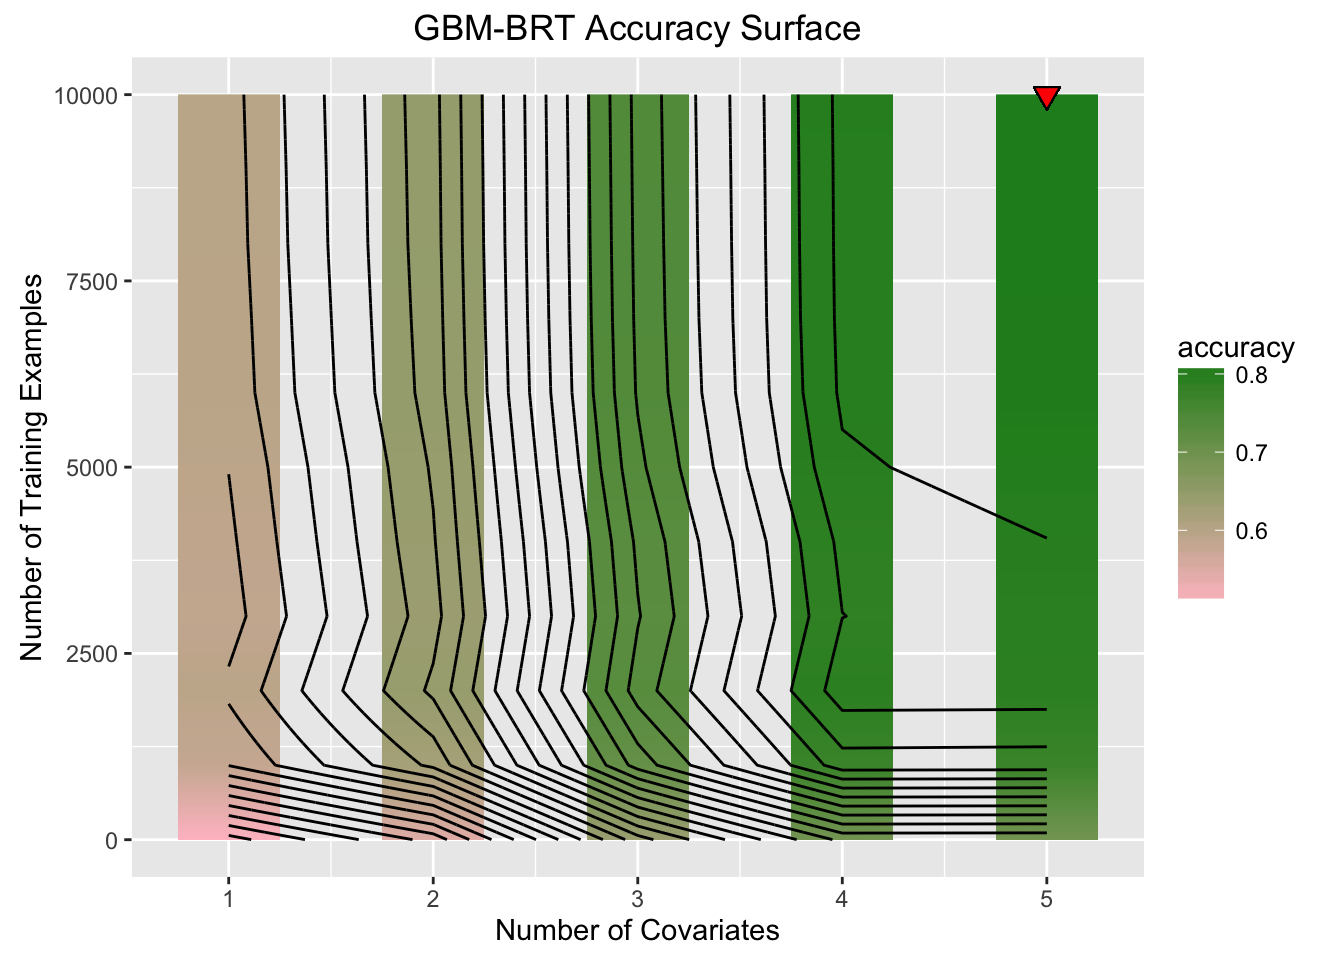 GBM-BRT Accuracy Surface
Number of Training Examples
10000
7500
5000
2500
0
1 2 3 4 5
Number of Covariates
accuracy
0.8
0.7
0.6